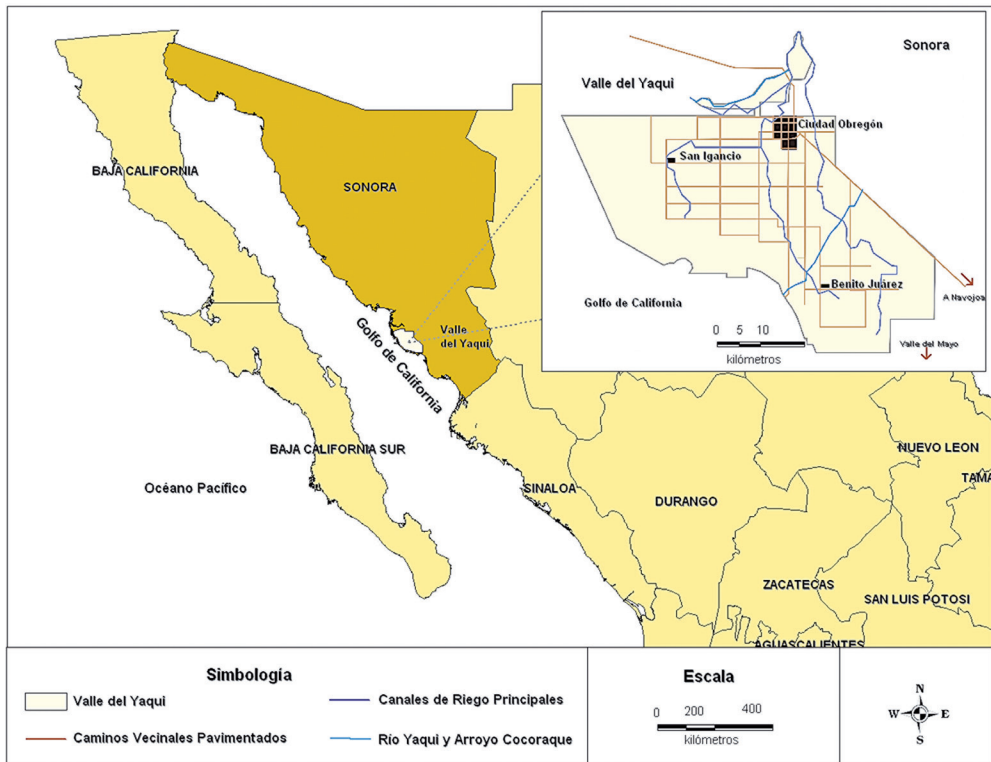 Sonora
Valle del Yaqui
Ciudad Obregón
San Igancio
Benito Juárez
Golfo de California
A Navojoa
0 5 10
kilómetros
Valle del Mayo
BAJA CALIFORNIA
SONORA
Valle
del Yaqui
Golfo de California
BAJA CALIFORNIA SUR
Océano Pacífico
SINALOA
DURANGO
NUEVO LEON
TAMA
ZACATECAS
SAN LUIS POTOSI
AGUASCALIENTES
Simbología
Valle del Yaqui
Canales de Riego Principales
Caminos Vecinales Pavimentados
Río Yaqui y Arroyo Cocoraque
Escala
0 200 400
kilómetros
N
W E
S